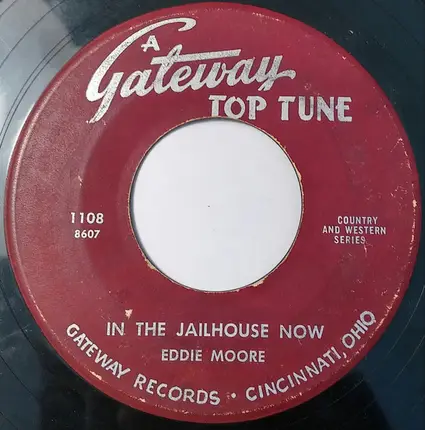 A
Gateway
TOP TUNE
1108
8607
COUNTRY
AND WESTERN
SERIES
IN THE JAILHOUSE NOW
EDDIE MOORE
GATEWAY RECORDS • CINCINNATI, OHIO